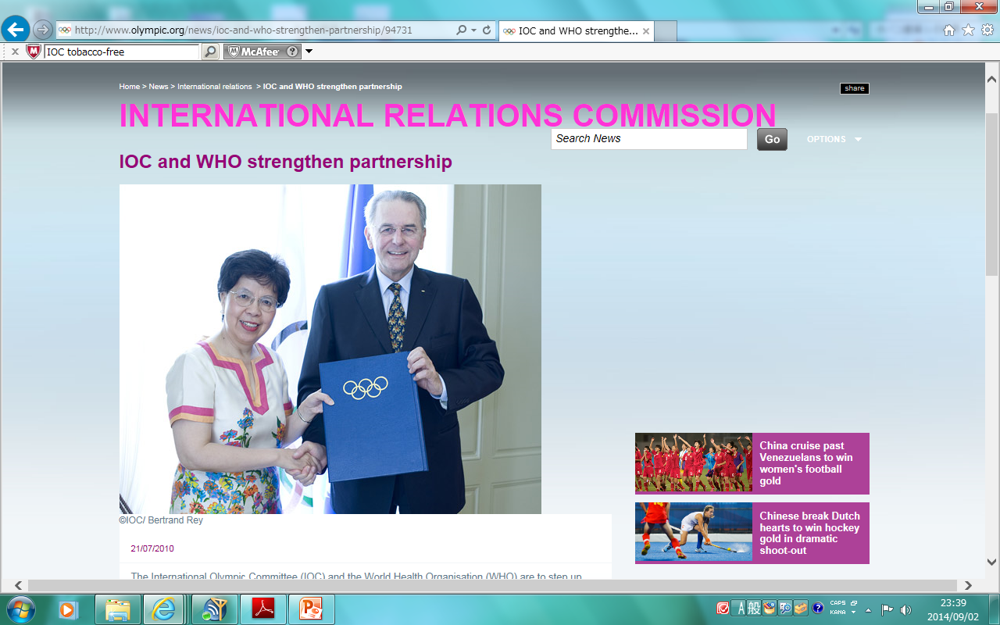 http://www.olympic.org/news/ioc-and-who-strengthen-partnership/94731
IOC and WHO strengthe...
IOC tobacco-free
McAfee
Home > News > International relations > IOC and WHO strengthen partnership
share
INTERNATIONAL RELATIONS COMMISSION
Search News
Go
OPTIONS
IOC and WHO strengthen partnership
©IOC/ Bertrand Rey
21/07/2010
The International Olympic Committee (IOC) and the World Health Organisation (WHO) are to step up
China cruise past
Venezuelans to win
women's football
gold
Chinese break Dutch
hearts to win hockey
gold in dramatic
shoot-out
A 般
CAPS
KANA
23:39
2014/09/02